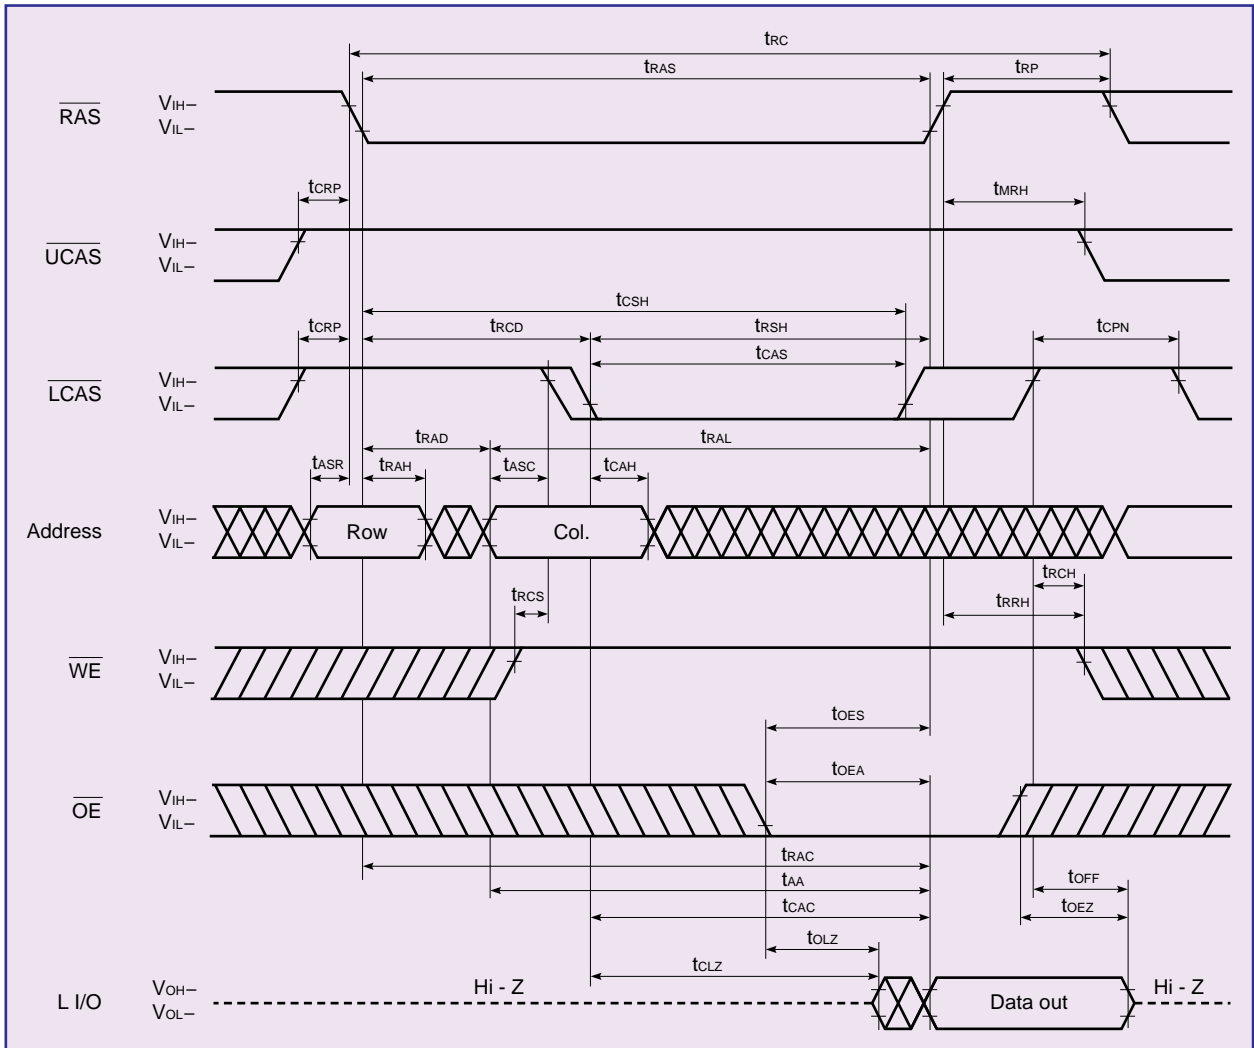 tRC
tRAS
tRP
RAS
VIH–
VIL–
tCRP
tMRH
UCAS
VIH–
VIL–
tCSH
tCRP
tRCD
tRSH
tCPN
tCAS
LCAS
VIH–
VIL–
tRAD
tRAL
tASR
tRAH
tASC
tCAH
Address
VIH–
VIL–
Row
Col.
tRCH
tRCS
tRRH
WE
VIH–
VIL–
tOES
tOEA
OE
VIH–
VIL–
tRAC
tAA
tOFF
tCAC
tOEZ
tOLZ
tCLZ
L I/O
VOH–
VOL–
Hi - Z
Data out
Hi - Z